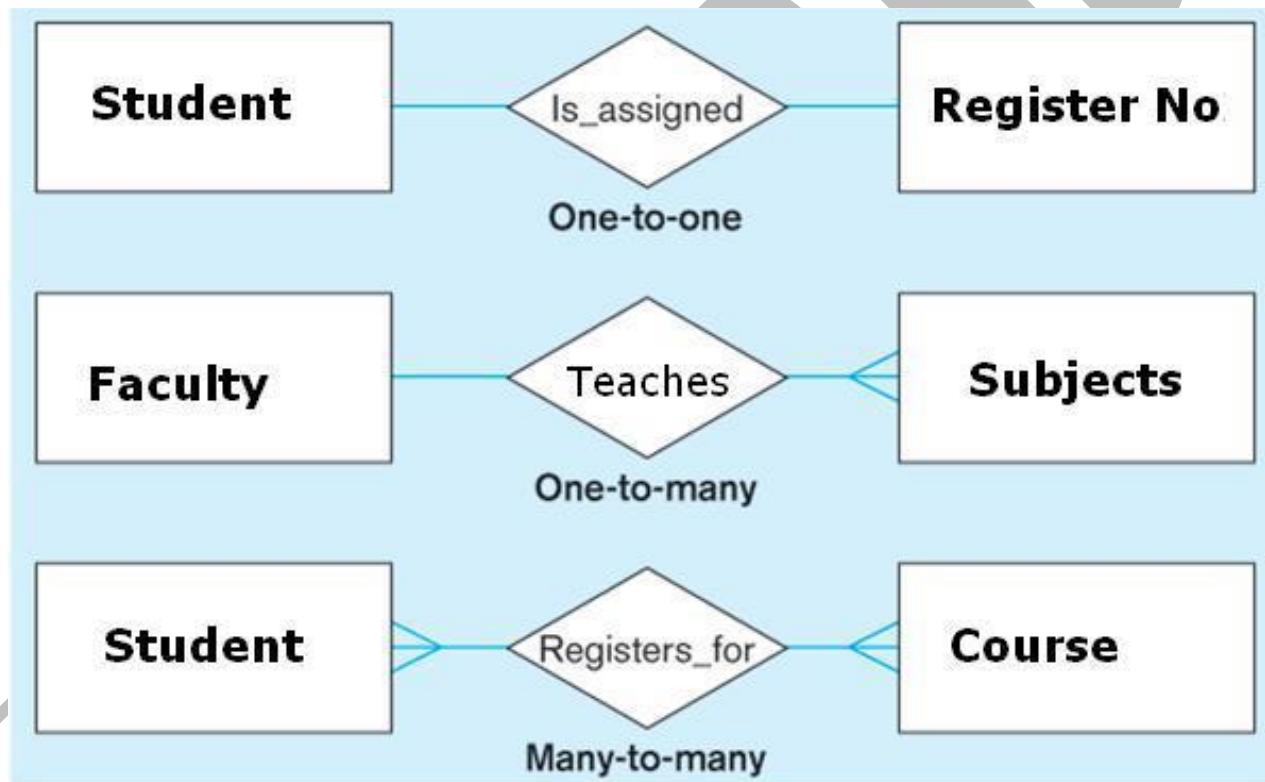 Student Is_assigned Register No
One-to-one
Faculty Teaches Subjects
One-to-many
Student Registers_for Course
Many-to-many